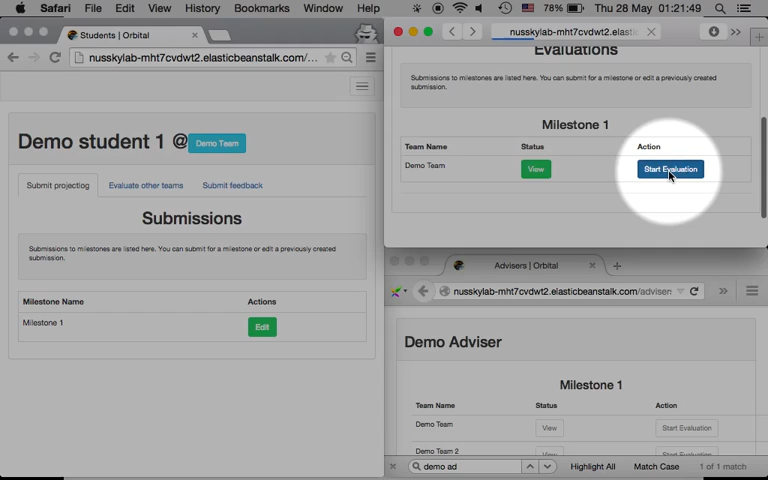 Safari File Edit View History Bookmarks Window Help 78% Thu 28 May 01:21:49
Students | Orbital
nusskylab-mht7cvdwt2.elasticbeanstalk.com/...
Demo student 1 @ Demo Team
Submit projectlog Evaluate other teams Submit feedback
Submissions
Submissions to milestones are listed here. You can submit for a milestone or edit a previously created
submission.
Milestone Name Actions
Milestone 1 Edit
nusskylab-mht7cvdwt2.elastic
Evaluations
Submissions to milestones are listed here. You can submit for a milestone or edit a previously created
submission.
Milestone 1
Team Name Status Action
Demo Team View Start Evaluation
Advisers | Orbital
nusskylab-mht7cvdwt2.elasticbeanstalk.com/adviser
Demo Adviser
Milestone 1
Team Name Status Action
Demo Team View Start Evaluation
Demo Team 2 View Start Evaluation
demo ad Highlight All Match Case 1 of 1 match